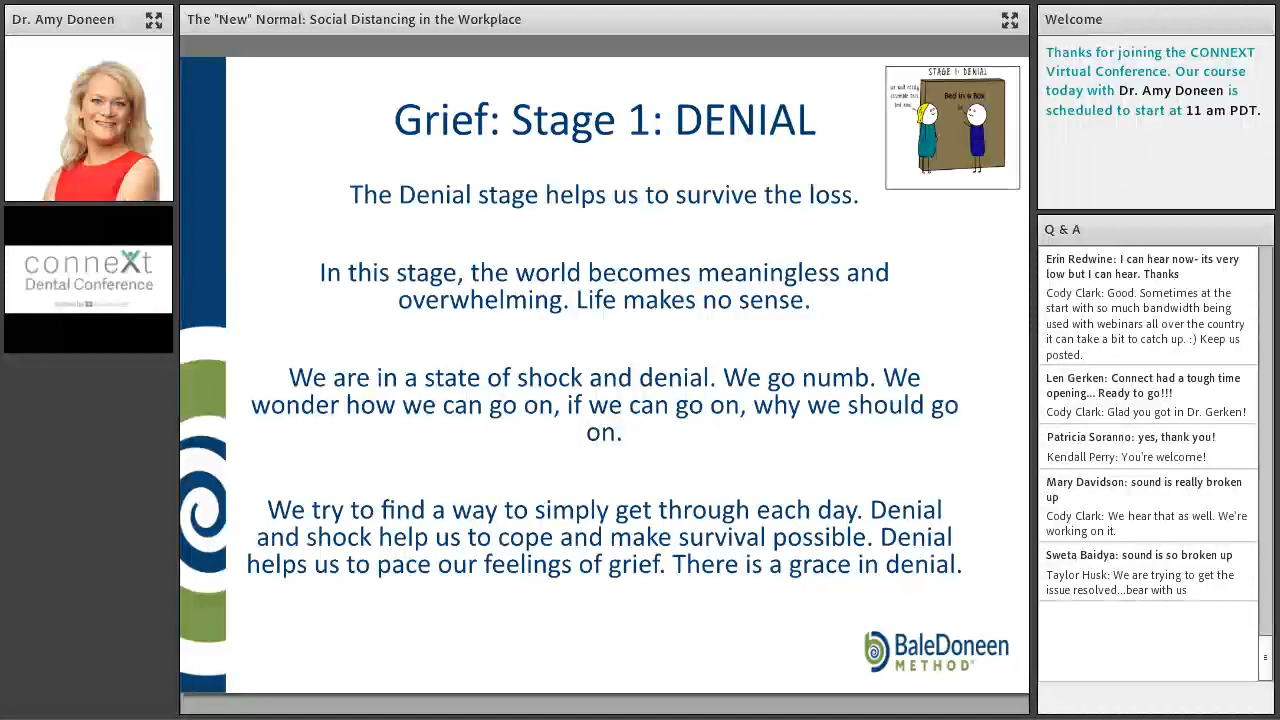 Dr. Amy Doneen
The "New" Normal: Social Distancing in the Workplace
Welcome
Thanks for joining the CONNEXT
Virtual Conference. Our course
today with Dr. Amy Doneen is
scheduled to start at 11 am PDT.
STAGE 1: DENIAL
Bed in a Box
Grief: Stage 1: DENIAL
The Denial stage helps us to survive the loss.
In this stage, the world becomes meaningless and
overwhelming. Life makes no sense.
We are in a state of shock and denial. We go numb. We
wonder how we can go on, if we can go on, why we should go
on.
We try to find a way to simply get through each day. Denial
and shock help us to cope and make survival possible. Denial
helps us to pace our feelings of grief. There is a grace in denial.
BaleDoneen
METHOD®
conneXt
Dental Conference
Q & A
Erin Redwine: I can hear now- its very
low but I can hear. Thanks
Cody Clark: Good. Sometimes at the
start with so much bandwidth being
used with webinars all over the country
it can take a bit to catch up. :) Keep us
posted.
Len Gerken: Connect had a tough time
opening... Ready to go!!!
Cody Clark: Glad you got in Dr. Gerken!
Patricia Soranno: yes, thank you!
Kendall Perry: You're welcome!
Mary Davidson: sound is really broken
up
Cody Clark: We hear that as well. We're
working on it.
Sweta Baidya: sound is so broken up
Taylor Husk: We are trying to get the
issue resolved...bear with us